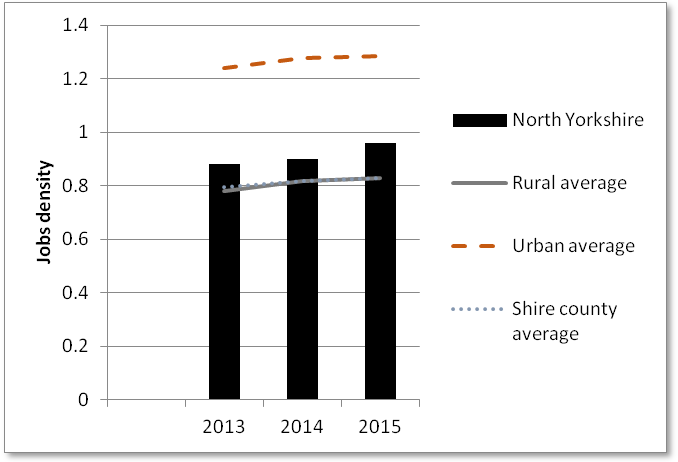 1.4
1.2
1
0.8
0.6
0.4
0.2
0
Jobs density
2013 2014 2015
North Yorkshire
Rural average
Urban average
Shire county
average